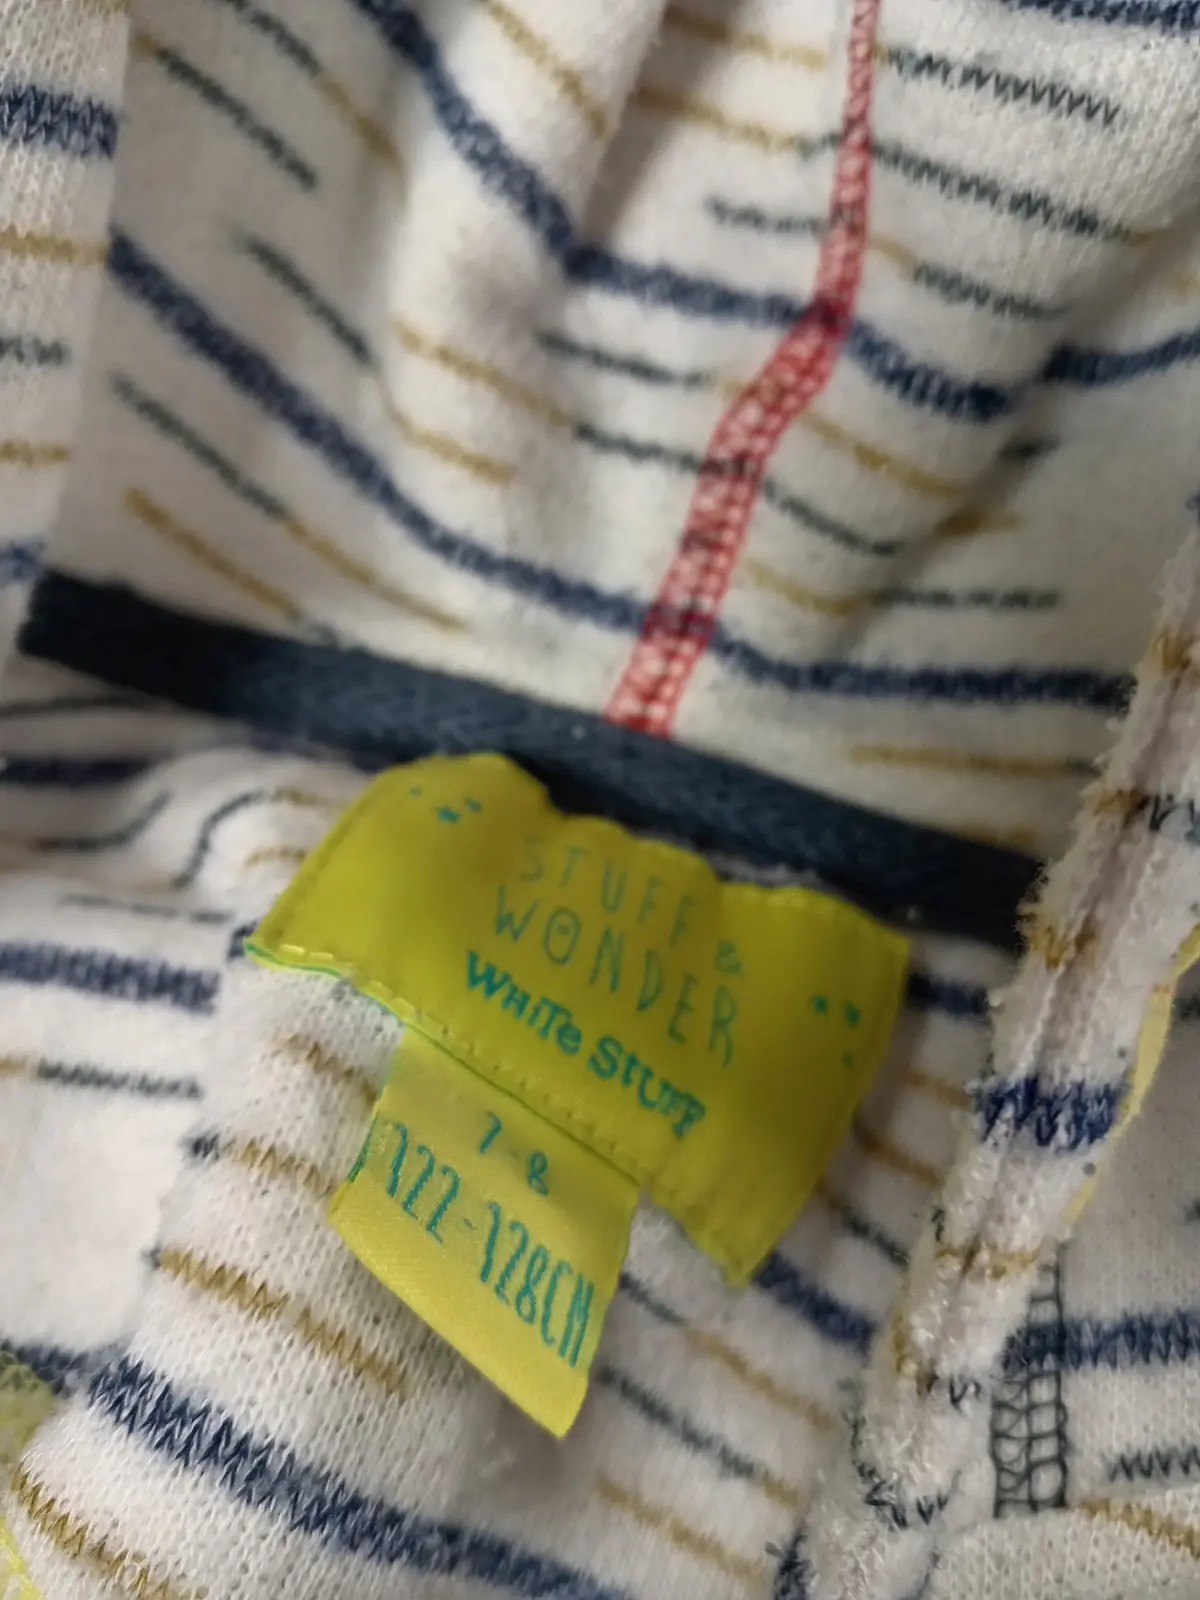 STUFF &
WONDER
WHITE STUFF
7-8
122-128CM